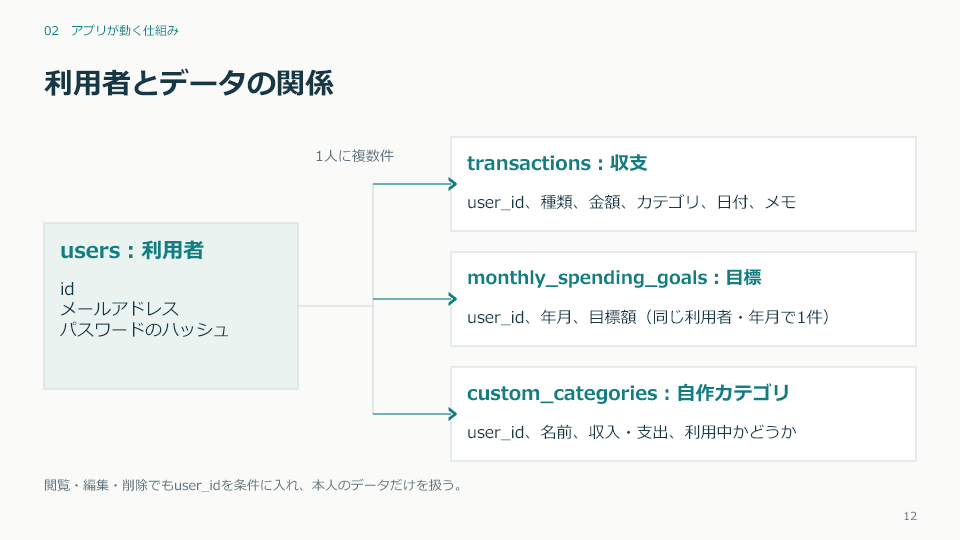 02 アプリが動く仕組み
利用者とデータの関係
1人に複数件
users：利用者
id
メールアドレス
パスワードのハッシュ
transactions：収支
user_id、種類、金額、カテゴリ、日付、メモ
monthly_spending_goals：目標
user_id、年月、目標額（同じ利用者・年月で1件）
custom_categories：自作カテゴリ
user_id、名前、収入・支出、利用中かどうか
閲覧・編集・削除でもuser_idを条件に入れ、本人のデータだけを扱う。
12